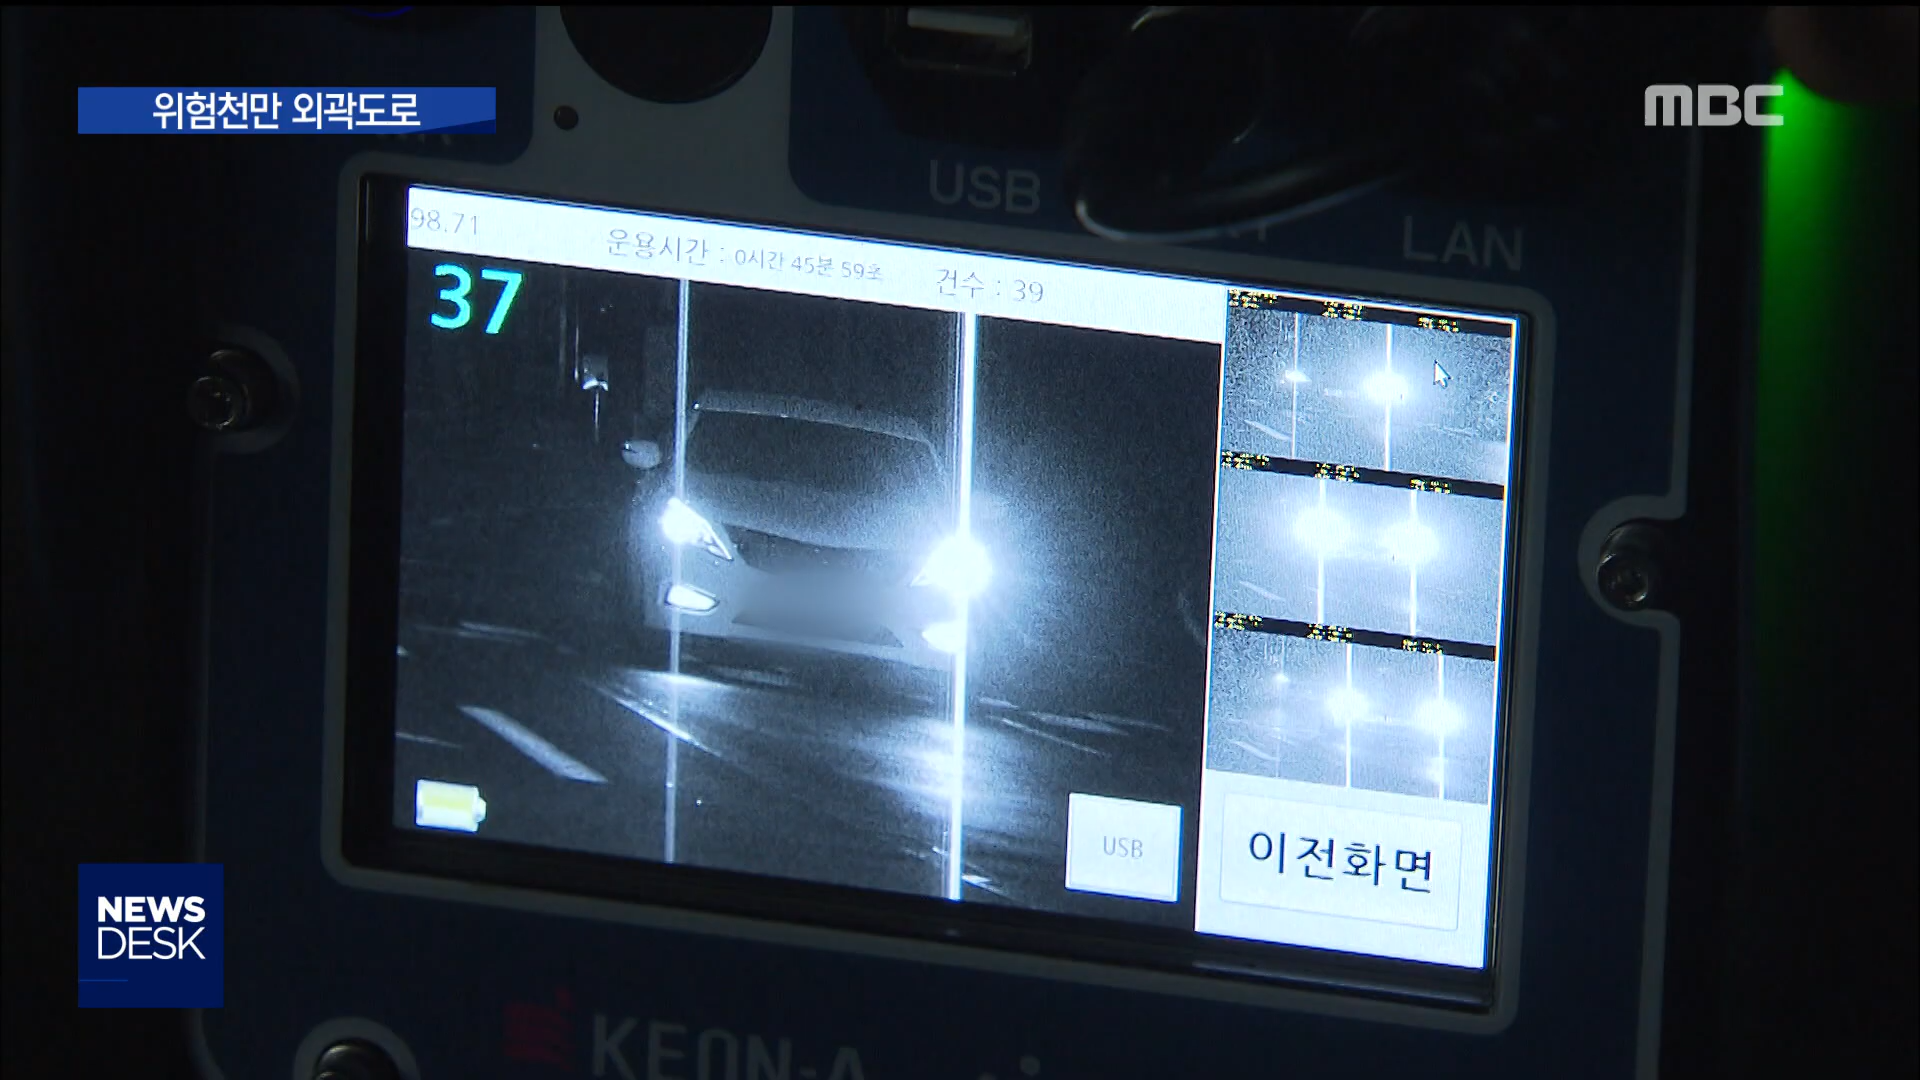 위험천만 외곽도로
MBC
USB
LAN
98.71
운용시간 : 0시간 45분 59초 건수 : 39
37
USB
이전화면
NEWS
DESK